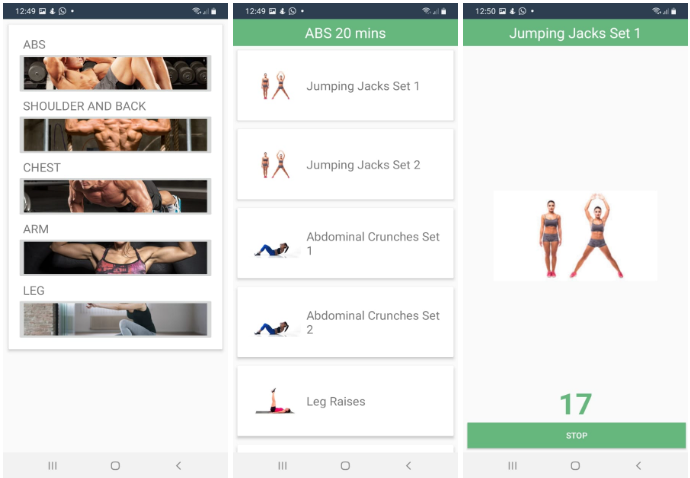 12:49
ABS
SHOULDER AND BACK
CHEST
ARM
LEG
12:49
ABS 20 mins
Jumping Jacks Set 1
Jumping Jacks Set 2
Abdominal Crunches Set
1
Abdominal Crunches Set
2
Leg Raises
12:50
Jumping Jacks Set 1
17
STOP